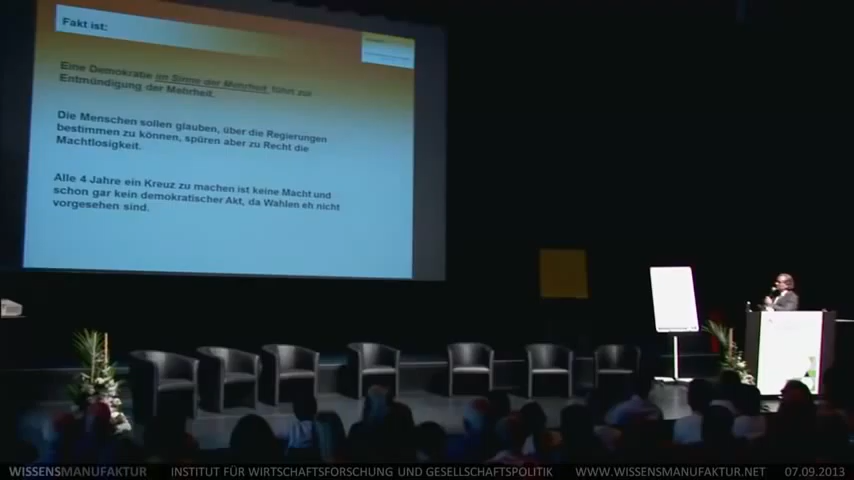 Fakt ist:
Eine Demokratie im Sinne der Mehrheit führt zur
Entmündigung der Mehrheit.
Die Menschen sollen glauben, über die Regierungen
bestimmen zu können, spüren aber zu Recht die
Machtlosigkeit.
Alle 4 Jahre ein Kreuz zu machen ist keine Macht und
schon gar kein demokratischer Akt, da Wahlen eh nicht
vorgesehen sind.
WISSENSMANUFAKTUR INSTITUT FÜR WIRTSCHAFTSFORSCHUNG UND GESELLSCHAFTSPOLITIK WWW.WISSENSMANUFAKTUR.NET 07.09.2013